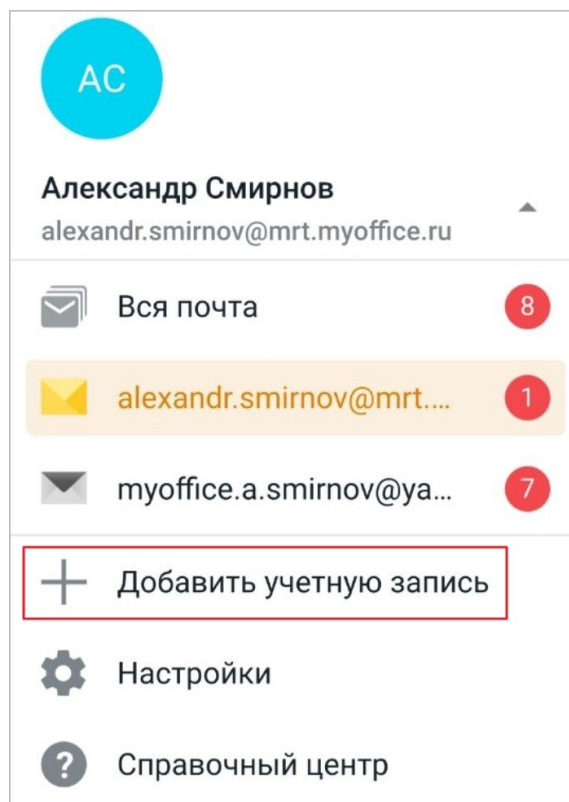 АС
Александр Смирнов
alexandr.smirnov@mrt.myoffice.ru
Вся почта 8
alexandr.smirnov@mrt.... 1
myoffice.a.smirnov@ya... 7
Добавить учетную запись
Настройки
? Справочный центр